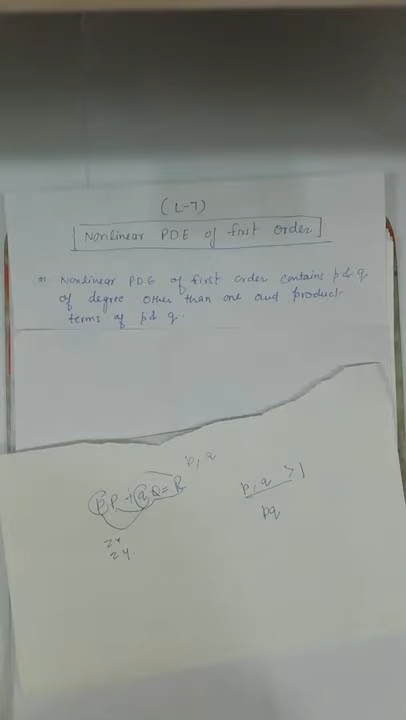 (L-7)
Nonlinear PDE of first order
Nonlinear PDE of first order contains p & q
of degree other than one and product
terms of p & q.
p, q
pP + qQ = R
p, q > 1
pq